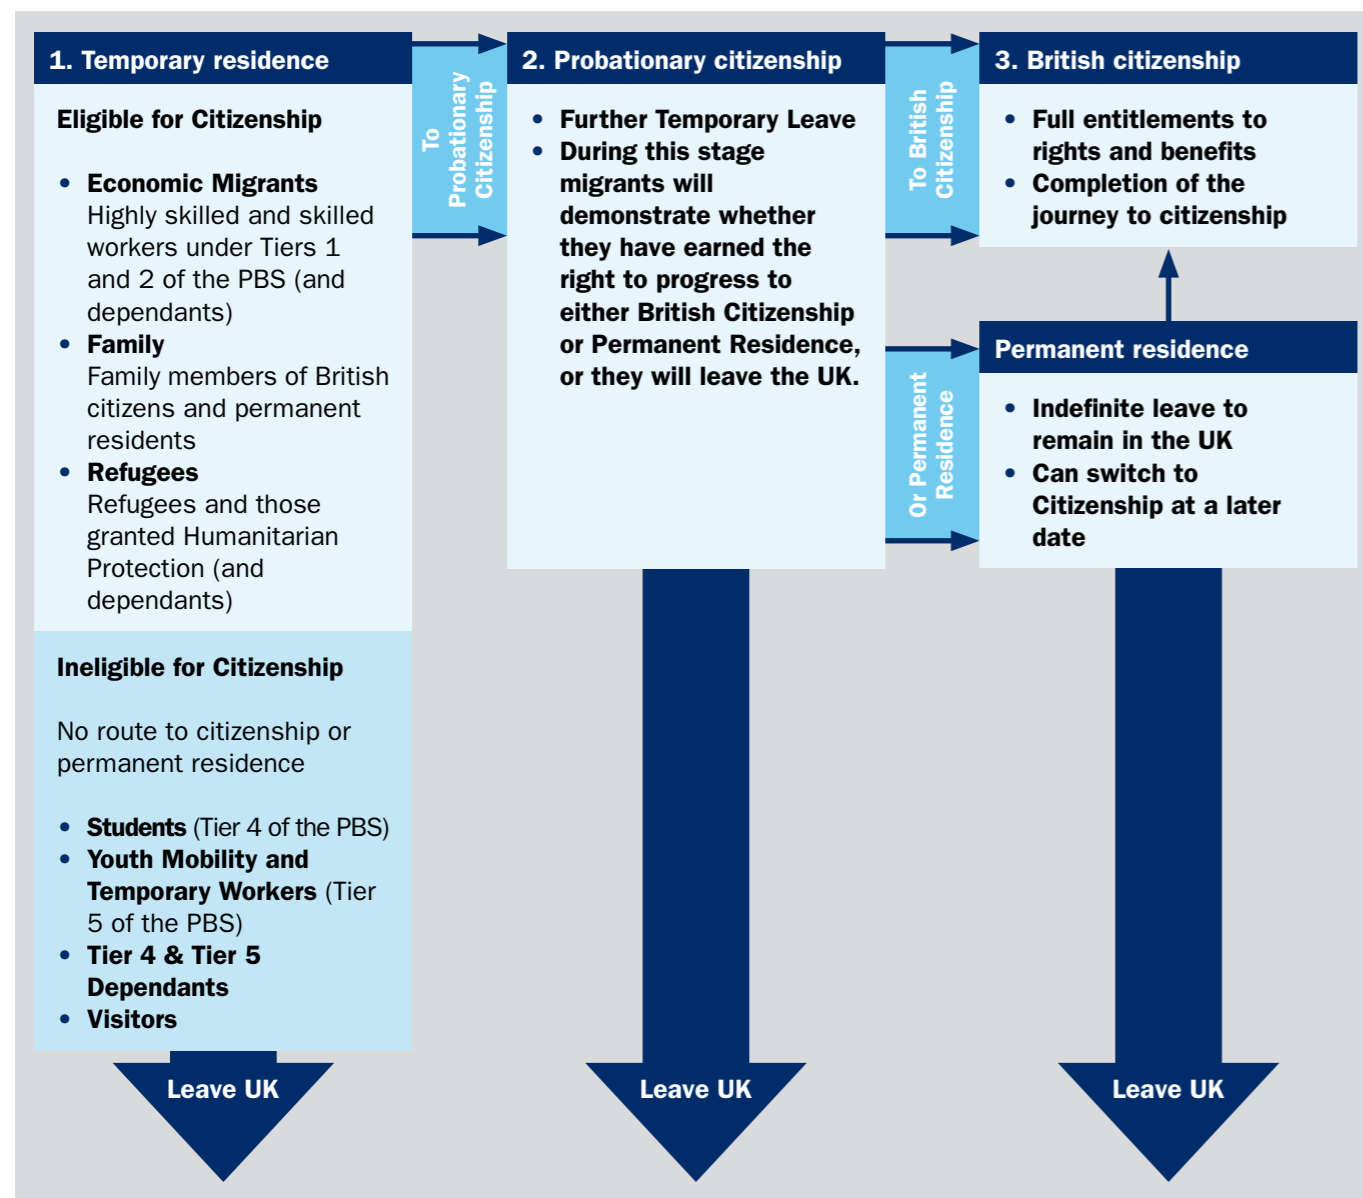 1. Temporary residence
Eligible for Citizenship
• Economic Migrants
Highly skilled and skilled
workers under Tiers 1
and 2 of the PBS (and
dependants)
• Family
Family members of British
citizens and permanent
residents
• Refugees
Refugees and those
granted Humanitarian
Protection (and
dependants)
Ineligible for Citizenship
No route to citizenship or
permanent residence
• Students (Tier 4 of the PBS)
• Youth Mobility and
Temporary Workers (Tier
5 of the PBS)
• Tier 4 & Tier 5
Dependants
• Visitors
Leave UK
To
Probationary
Citizenship
2. Probationary citizenship
• Further Temporary Leave
• During this stage
migrants will
demonstrate whether
they have earned the
right to progress to
either British Citizenship
or Permanent Residence,
or they will leave the UK.
Leave UK
To British
Citizenship
3. British citizenship
• Full entitlements to
rights and benefits
• Completion of the
journey to citizenship
Or Permanent
Residence
Permanent residence
• Indefinite leave to
remain in the UK
• Can switch to
Citizenship at a later
date
Leave UK